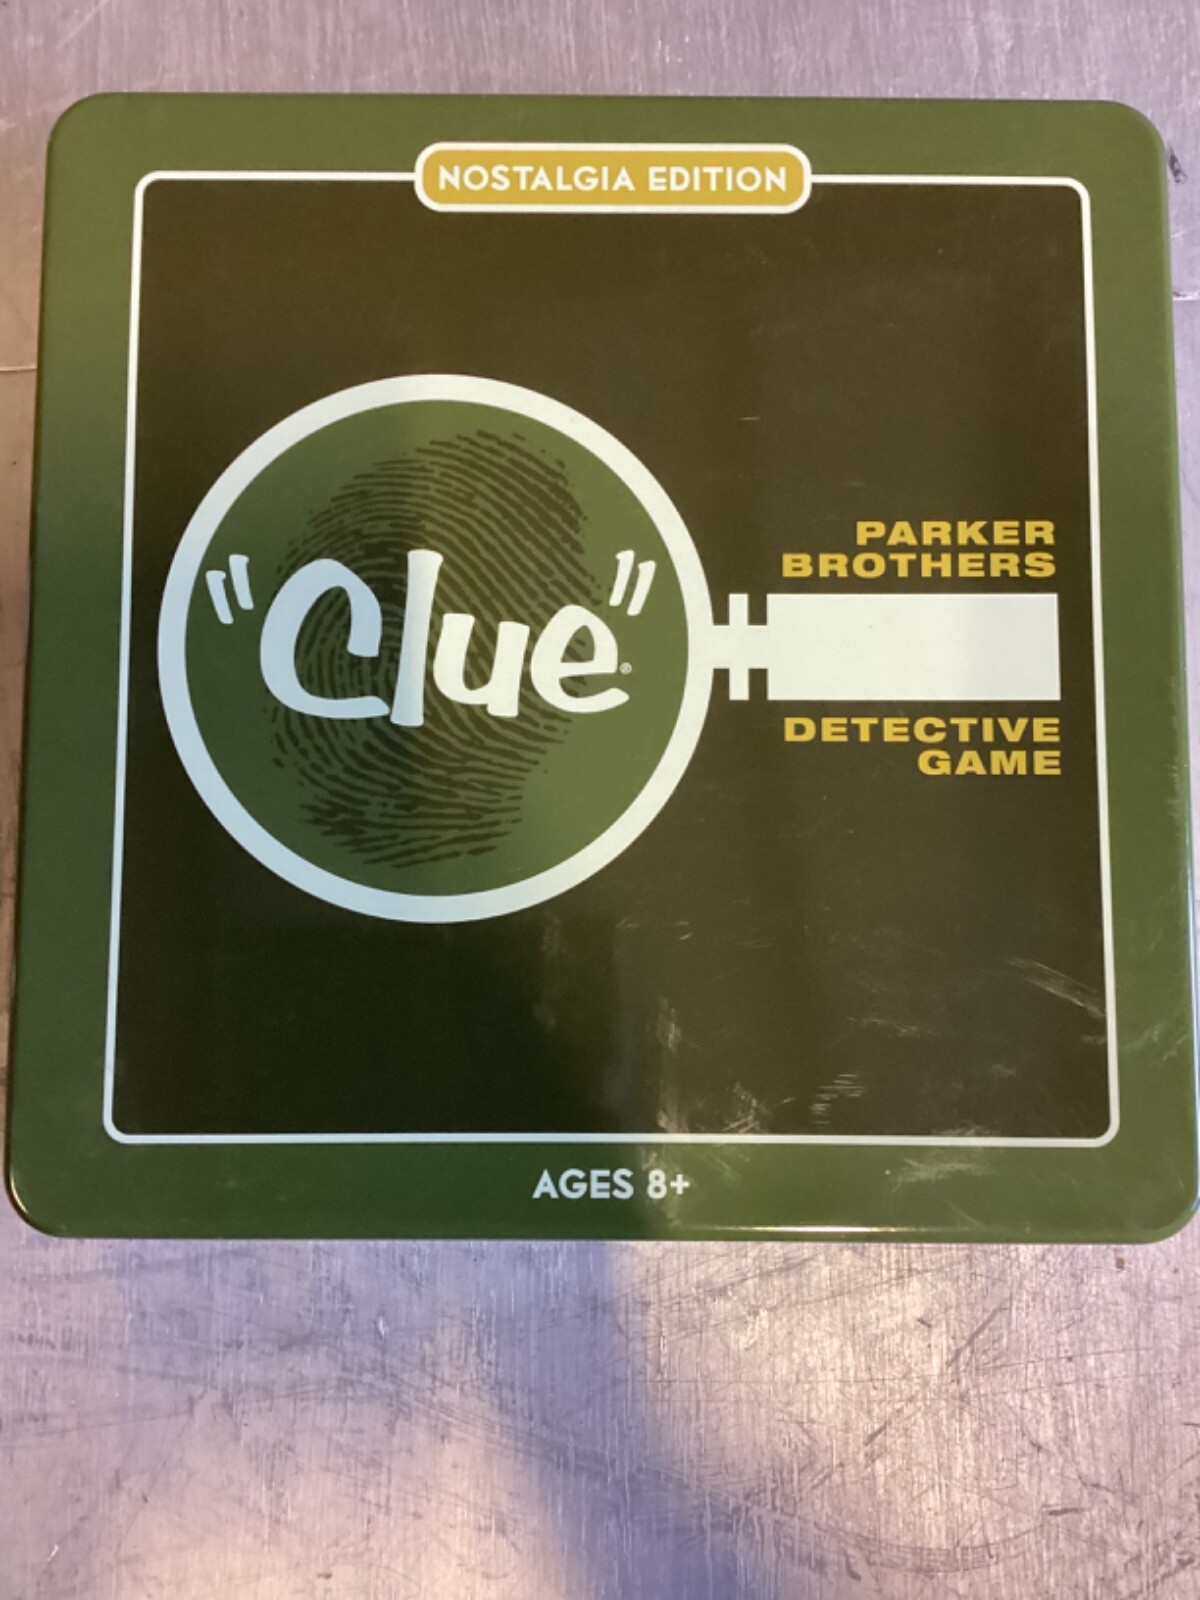 NOSTALGIA EDITION
PARKER
BROTHERS
"Clue"®
DETECTIVE
GAME
AGES 8+